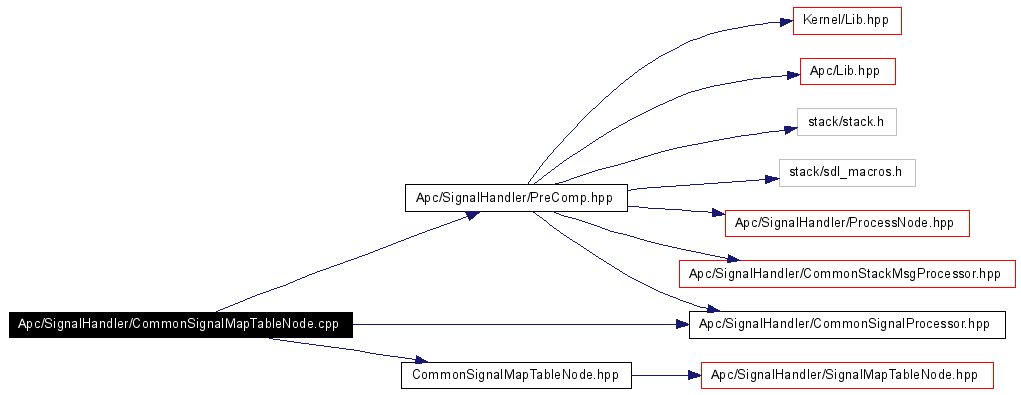 Kernel/Lib.hpp
Apc/Lib.hpp
stack/stack.h
stack/sdl_macros.h
Apc/SignalHandler/PreComp.hpp
Apc/SignalHandler/ProcessNode.hpp
Apc/SignalHandler/CommonStackMsgProcessor.hpp
Apc/SignalHandler/CommonSignalMapTableNode.cpp
Apc/SignalHandler/CommonSignalProcessor.hpp
CommonSignalMapTableNode.hpp
Apc/SignalHandler/SignalMapTableNode.hpp